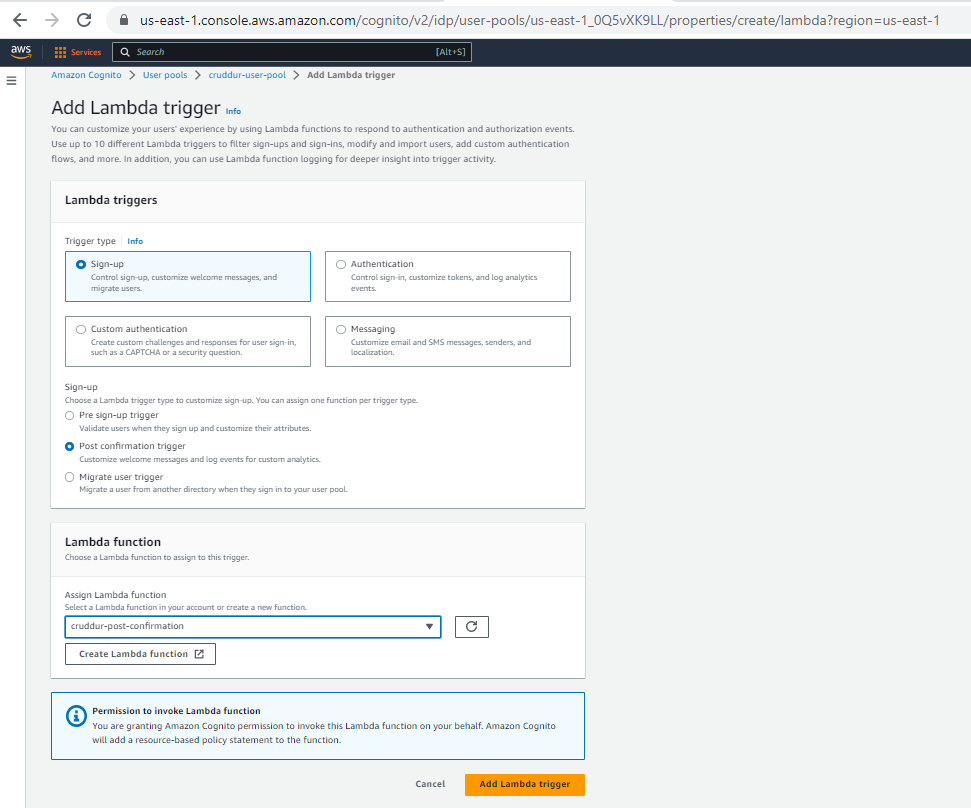 us-east-1.console.aws.amazon.com/cognito/v2/idp/user-pools/us-east-1_0Q5vXK9LL/properties/create/lambda?region=us-east-1
aws Services Search [Alt+S]
Amazon Cognito > User pools > cruddur-user-pool > Add Lambda trigger
Add Lambda trigger Info
You can customize your users' experience by using Lambda functions to respond to authentication and authorization events.
Use up to 10 different Lambda triggers to filter sign-ups and sign-ins, modify and import users, add custom authentication
flows, and more. In addition, you can use Lambda function logging for deeper insight into trigger activity.
Lambda triggers
Trigger type Info
Sign-up
Control sign-up, customize welcome messages, and
migrate users.
Authentication
Control sign-in, customize tokens, and log analytics
events.
Custom authentication
Create custom challenges and responses for user sign-in,
such as a CAPTCHA or a security question.
Messaging
Customize email and SMS messages, senders, and
localization.
Sign-up
Choose a Lambda trigger type to customize sign-up. You can assign one function per trigger type.
Pre sign-up trigger
Validate users when they sign up and customize their attributes.
Post confirmation trigger
Customize welcome messages and log events for custom analytics.
Migrate user trigger
Migrate a user from another directory when they sign in to your user pool.
Lambda function
Choose a Lambda function to assign to this trigger.
Assign Lambda function
Select a Lambda function in your account or create a new function.
cruddur-post-confirmation
Create Lambda function
Permission to invoke Lambda function
You are granting Amazon Cognito permission to invoke this Lambda function on your behalf. Amazon Cognito
will add a resource-based policy statement to the function.
Cancel Add Lambda trigger